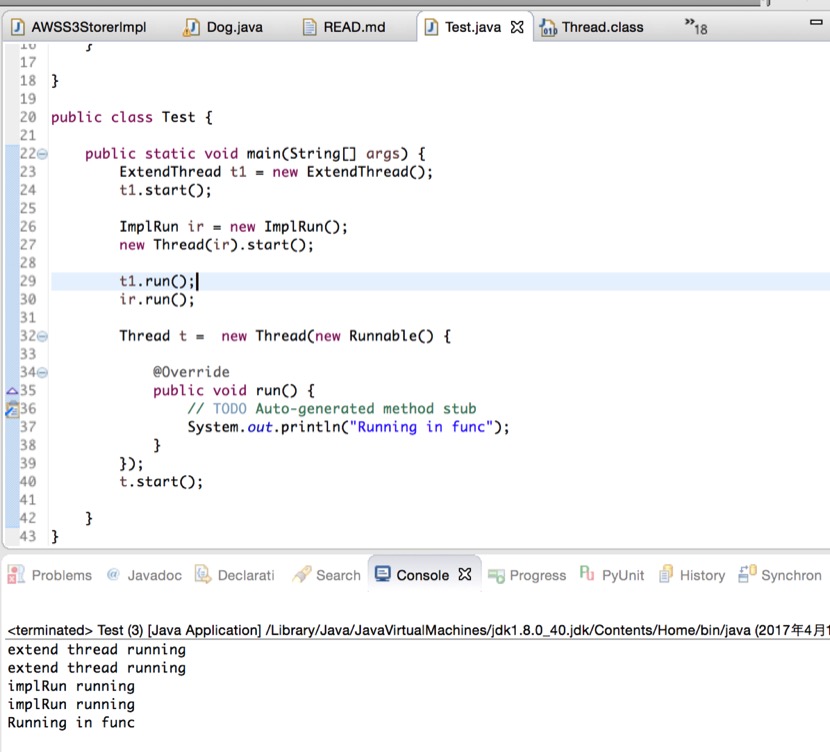 AWSS3StorerImpl Dog.java READ.md Test.java Thread.class »18
}
17
18 }
19
20 public class Test {
21
22 public static void main(String[] args) {
23 ExtendThread t1 = new ExtendThread();
24 t1.start();
25
26 ImplRun ir = new ImplRun();
27 new Thread(ir).start();
28
29 t1.run();
30 ir.run();
31
32 Thread t =  new Thread(new Runnable() {
33
34 @Override
35 public void run() {
36 // TODO Auto-generated method stub
37 System.out.println("Running in func");
38 }
39 });
40 t.start();
41
42 }
43 }
Problems Javadoc Declarati Search Console Progress PyUnit History Synchron
<terminated> Test (3) [Java Application] /Library/Java/JavaVirtualMachines/jdk1.8.0_40.jdk/Contents/Home/bin/java (2017年4月1
extend thread running
extend thread running
implRun running
implRun running
Running in func